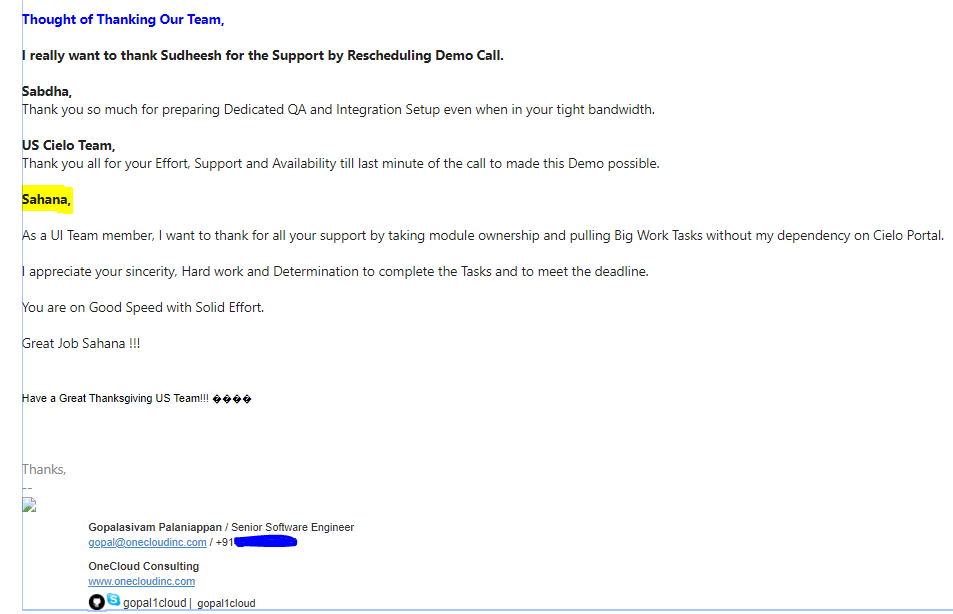 Thought of Thanking Our Team,
I really want to thank Sudheesh for the Support by Rescheduling Demo Call.
Sabdha,
Thank you so much for preparing Dedicated QA and Integration Setup even when in your tight bandwidth.
US Cielo Team,
Thank you all for your Effort, Support and Availability till last minute of the call to made this Demo possible.
Sahana,
As a UI Team member, I want to thank for all your support by taking module ownership and pulling Big Work Tasks without my dependency on Cielo Portal.
I appreciate your sincerity, Hard work and Determination to complete the Tasks and to meet the deadline.
You are on Good Speed with Solid Effort.
Great Job Sahana !!!
Have a Great Thanksgiving US Team!!! ����
Thanks,
--
Gopalasivam Palaniappan / Senior Software Engineer
gopal@onecloudinc.com / +91
OneCloud Consulting
www.onecloudinc.com
gopal1cloud | gopal1cloud